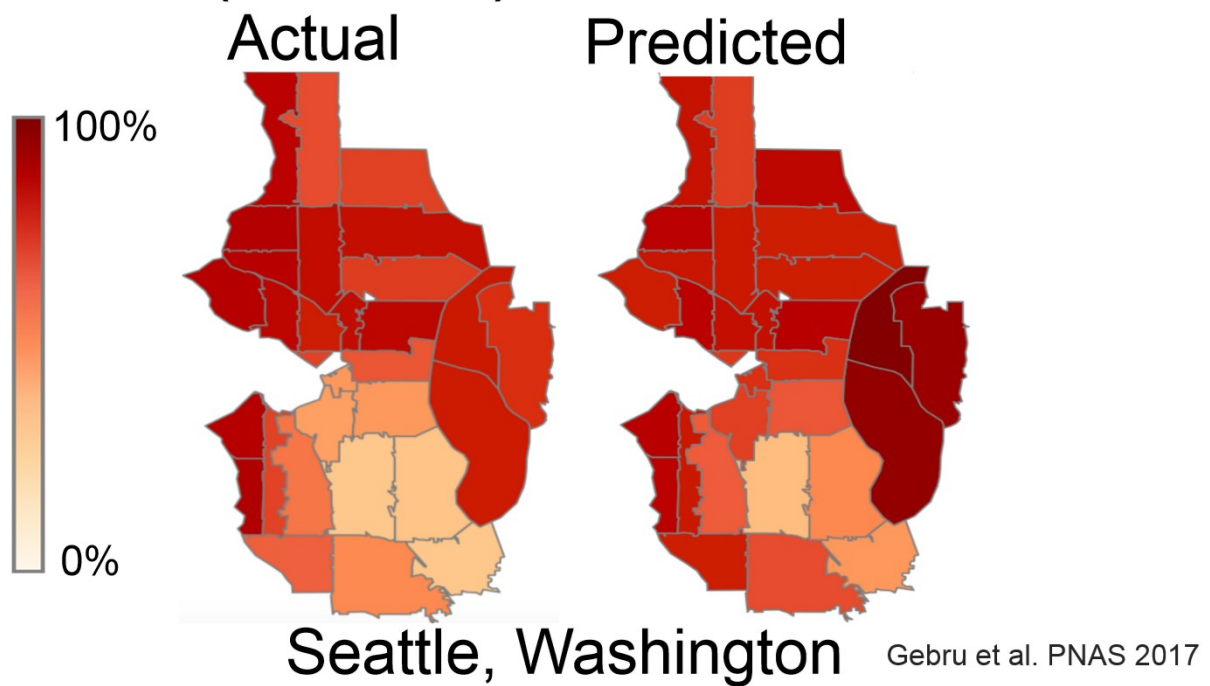 Actual
Predicted
100%
0%
Seattle, Washington
Gebru et al. PNAS 2017